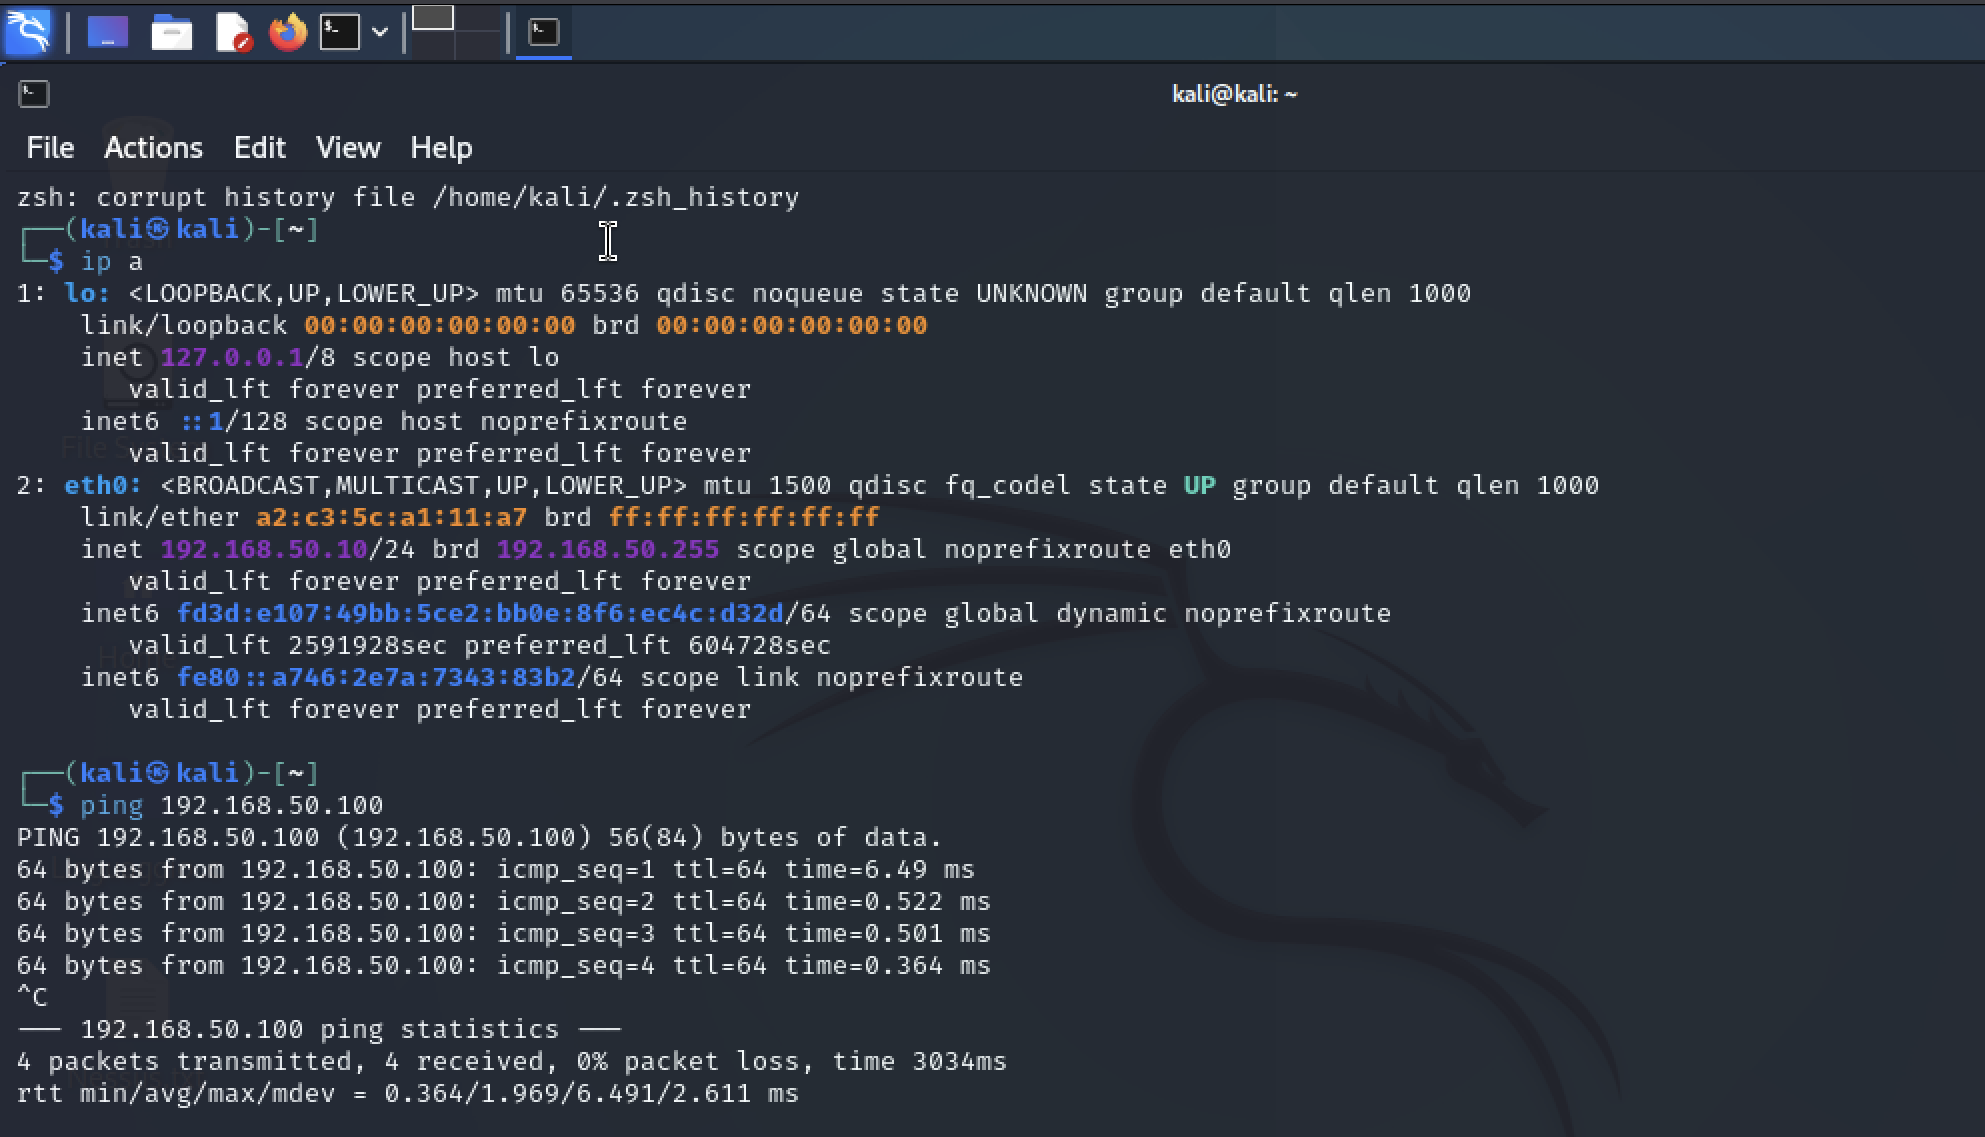 kali@kali: ~
File Actions Edit View Help
zsh: corrupt history file /home/kali/.zsh_history
┌──(kali㉿kali)-[~]
└─$ ip a
1: lo: <LOOPBACK,UP,LOWER_UP> mtu 65536 qdisc noqueue state UNKNOWN group default qlen 1000
    link/loopback 00:00:00:00:00:00 brd 00:00:00:00:00:00
    inet 127.0.0.1/8 scope host lo
       valid_lft forever preferred_lft forever
    inet6 ::1/128 scope host noprefixroute
       valid_lft forever preferred_lft forever
2: eth0: <BROADCAST,MULTICAST,UP,LOWER_UP> mtu 1500 qdisc fq_codel state UP group default qlen 1000
    link/ether a2:c3:5c:a1:11:a7 brd ff:ff:ff:ff:ff:ff
    inet 192.168.50.10/24 brd 192.168.50.255 scope global noprefixroute eth0
       valid_lft forever preferred_lft forever
    inet6 fd3d:e107:49bb:5ce2:bb0e:8f6:ec4c:d32d/64 scope global dynamic noprefixroute
       valid_lft 2591928sec preferred_lft 604728sec
    inet6 fe80::a746:2e7a:7343:83b2/64 scope link noprefixroute
       valid_lft forever preferred_lft forever
┌──(kali㉿kali)-[~]
└─$ ping 192.168.50.100
PING 192.168.50.100 (192.168.50.100) 56(84) bytes of data.
64 bytes from 192.168.50.100: icmp_seq=1 ttl=64 time=6.49 ms
64 bytes from 192.168.50.100: icmp_seq=2 ttl=64 time=0.522 ms
64 bytes from 192.168.50.100: icmp_seq=3 ttl=64 time=0.501 ms
64 bytes from 192.168.50.100: icmp_seq=4 ttl=64 time=0.364 ms
^C
─── 192.168.50.100 ping statistics ───
4 packets transmitted, 4 received, 0% packet loss, time 3034ms
rtt min/avg/max/mdev = 0.364/1.969/6.491/2.611 ms